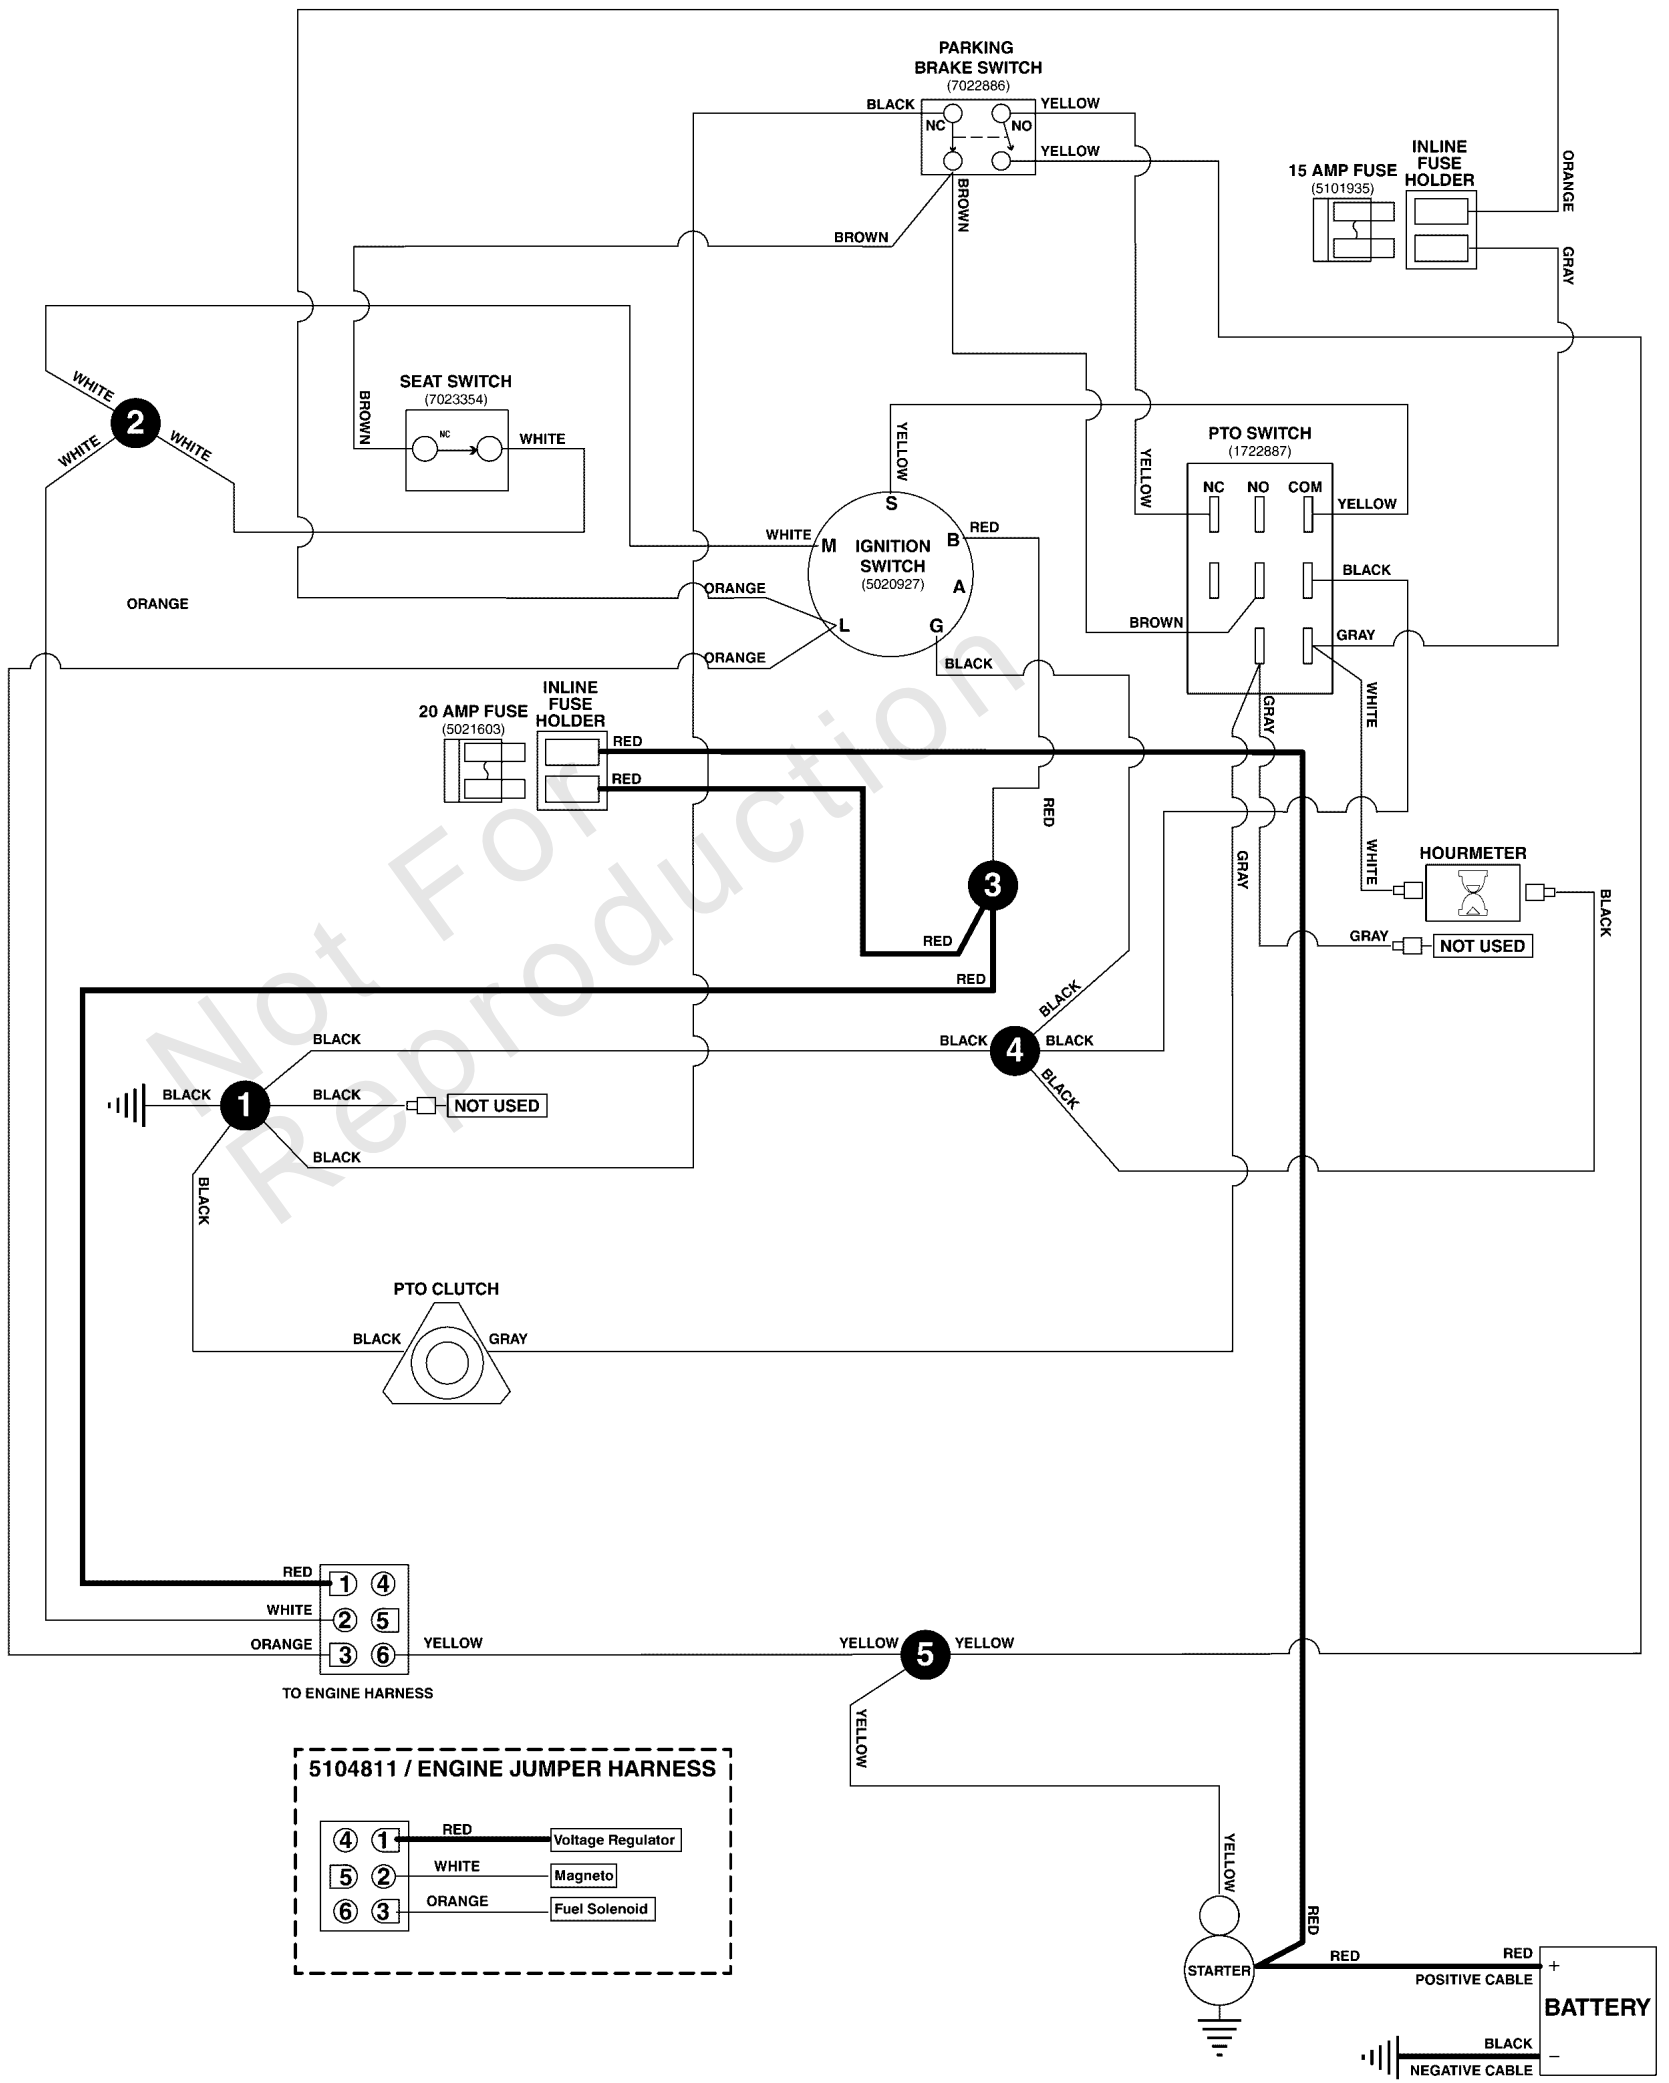 PARKING
BRAKE SWITCH
(7022886)
BLACK
YELLOW
NC
NO
YELLOW
BROWN
BROWN
15 AMP FUSE
(5101935)
INLINE
FUSE
HOLDER
ORANGE
GRAY
WHITE
2
WHITE
WHITE
SEAT SWITCH
(7023354)
BROWN
NC
WHITE
YELLOW
YELLOW
PTO SWITCH
(1722887)
NC
NO
COM
YELLOW
BLACK
BROWN
GRAY
WHITE
S
RED
WHITE
M
B
IGNITION
SWITCH
(5020927)
A
L
G
ORANGE
ORANGE
ORANGE
BLACK
GRAY
INLINE
FUSE
HOLDER
20 AMP FUSE
(5021603)
RED
RED
RED
3
RED
RED
GRAY
WHITE
HOURMETER
BLACK
GRAY
NOT USED
BLACK
BLACK
4
BLACK
BLACK
BLACK
BLACK
1
BLACK
NOT USED
BLACK
BLACK
Not For
Reproduction
PTO CLUTCH
BLACK
GRAY
RED
1
4
WHITE
2
5
ORANGE
3
6
YELLOW
TO ENGINE HARNESS
YELLOW
5
YELLOW
YELLOW
5104811 / ENGINE JUMPER HARNESS
4
1
RED
Voltage Regulator
5
2
WHITE
Magneto
6
3
ORANGE
Fuel Solenoid
YELLOW
STARTER
RED
RED
RED
POSITIVE CABLE
+
BATTERY
BLACK
NEGATIVE CABLE
−